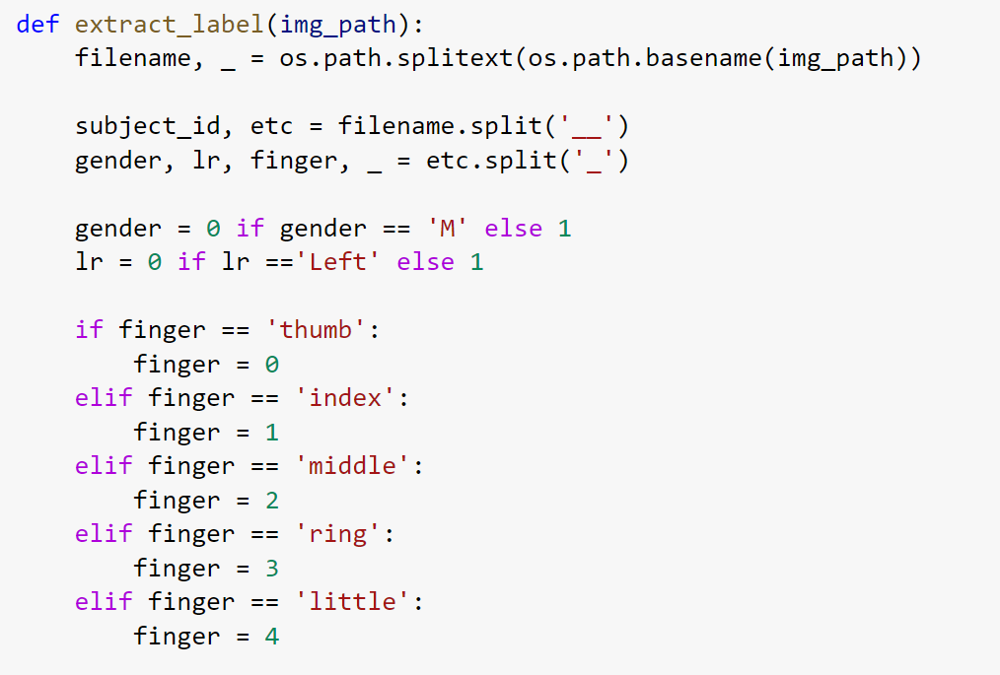 def extract_label(img_path):
    filename, _ = os.path.splitext(os.path.basename(img_path))
    subject_id, etc = filename.split('__')
    gender, lr, finger, _ = etc.split('_')
    gender = 0 if gender == 'M' else 1
    lr = 0 if lr =='Left' else 1
    if finger == 'thumb':
        finger = 0
    elif finger == 'index':
        finger = 1
    elif finger == 'middle':
        finger = 2
    elif finger == 'ring':
        finger = 3
    elif finger == 'little':
        finger = 4